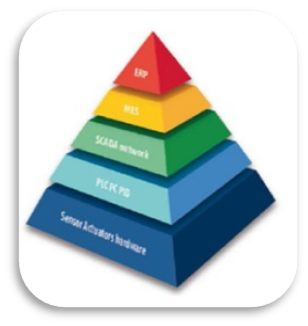 ERP
MES
SCADA network
PLC PC PID
Sensor Actuators hardware